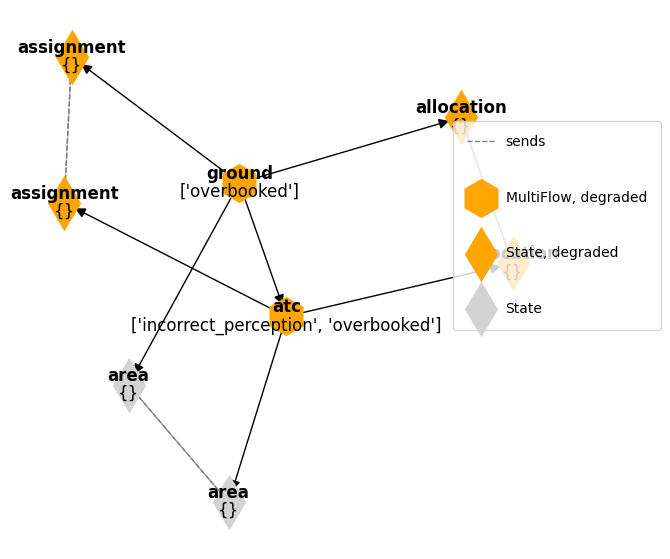 assignment
{}
allocation
{}
sends
ground
['overbooked']
MultiFlow, degraded
assignment
{}
State, degraded
{}
atc
['incorrect_perception', 'overbooked']
State
area
{}
area
{}